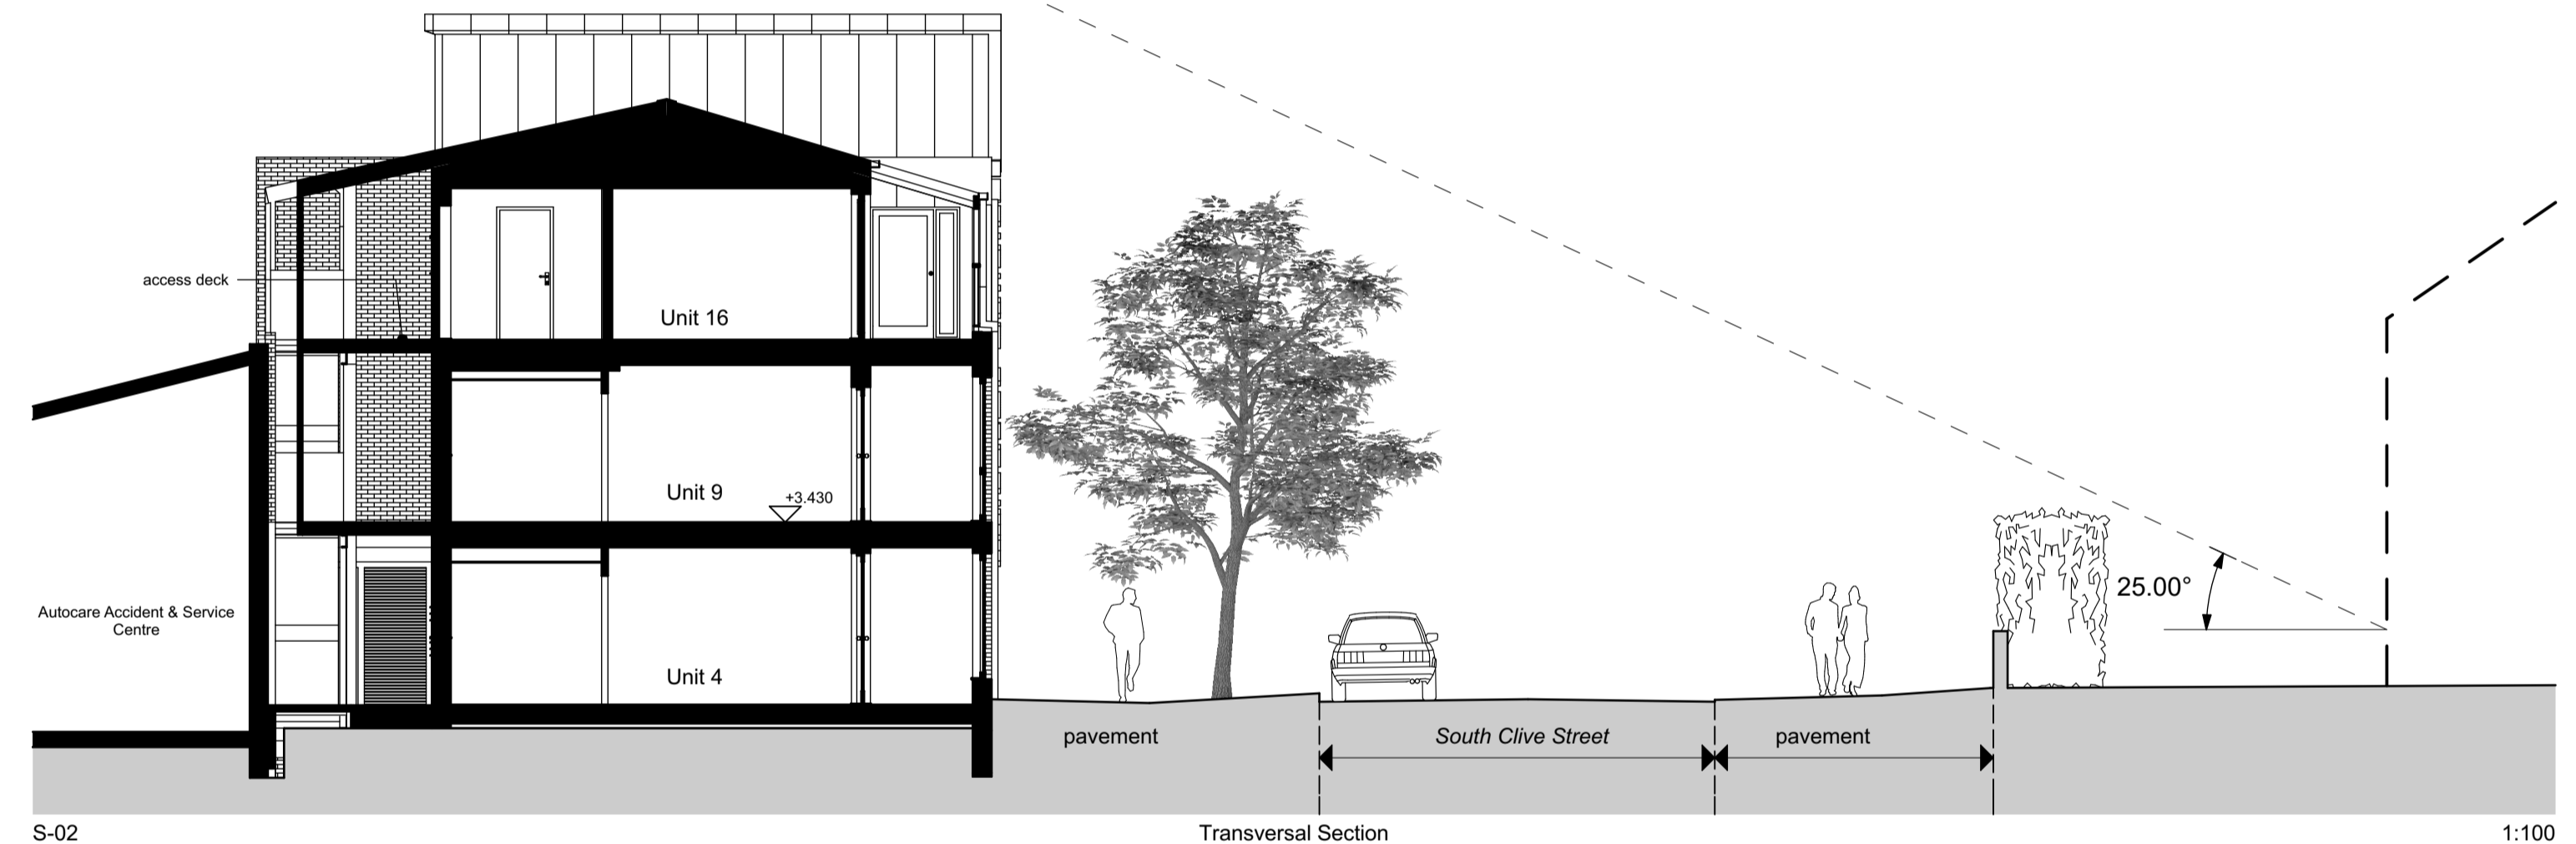 access deck
Unit 16
Unit 9
+3.430
25.00°
Autocare Accident & Service
Centre
Unit 4
pavement
South Clive Street
pavement
S-02
Transversal Section
1:100